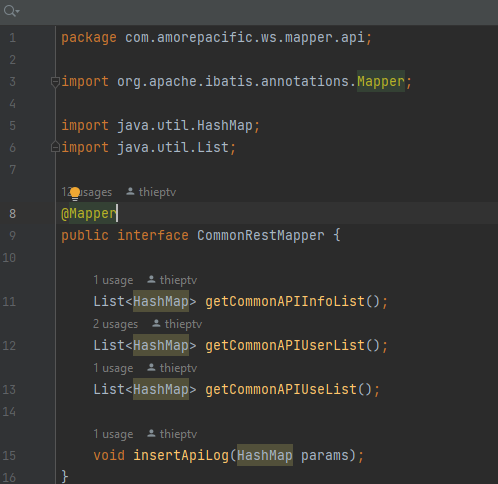 1 package com.amorepacific.ws.mapper.api;
2
3 import org.apache.ibatis.annotations.Mapper;
4
5 import java.util.HashMap;
6 import java.util.List;
7
usages thieptv
8 @Mapper
9 public interface CommonRestMapper {
10
1 usage thieptv
11 List<HashMap> getCommonAPIInfoList();
2 usages thieptv
12 List<HashMap> getCommonAPIUserList();
1 usage thieptv
13 List<HashMap> getCommonAPIUseList();
14
1 usage thieptv
15 void insertApiLog(HashMap params);
16 }